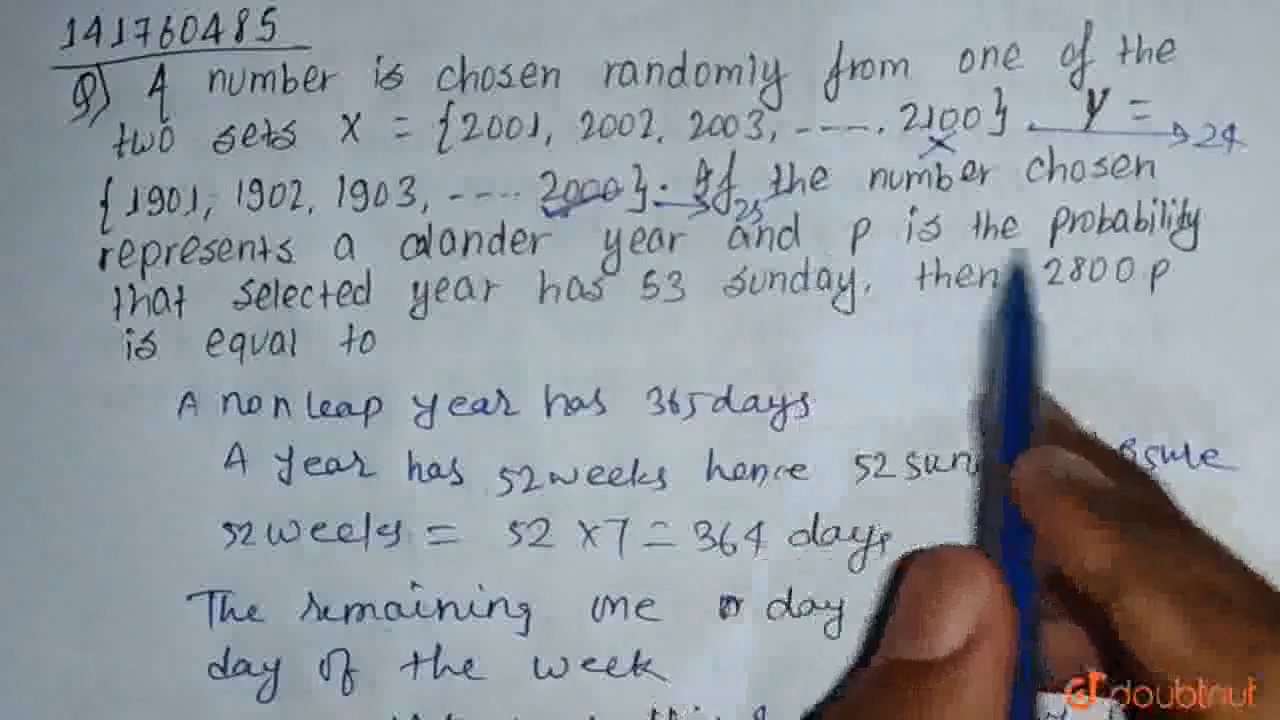 141760485
Q) A number is chosen randomly from one of the
two sets X = {2001, 2002, 2003, ---- . 2100} . Y =
→ 24
{1901, 1902, 1903, ---- 2000}. If the number chosen
→ 25
represents a alander year and p is the probability
that selected year has 53 sunday. then 2800 p
is equal to
A non leap year has 365 days
A year has 52 weeks hence 52 sun
52 weeks = 52 × 7 = 364 days
The remaining one day
day of the week
doubtnut